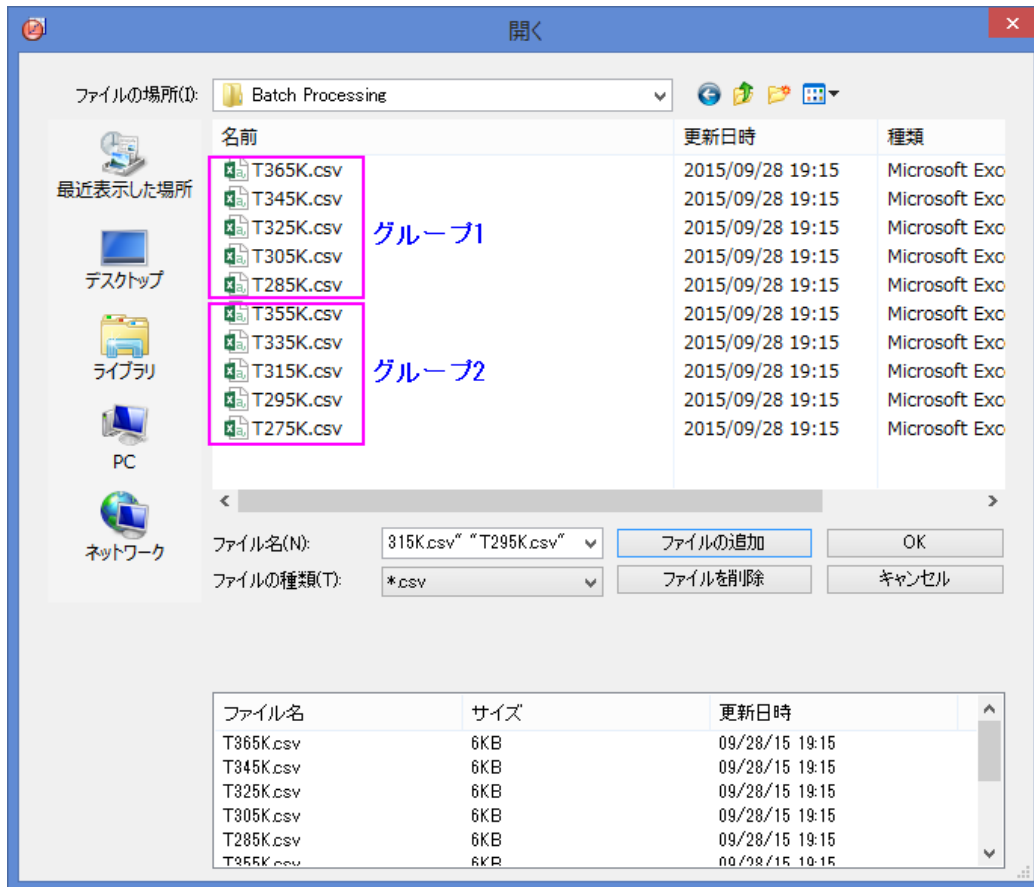 開く
ファイルの場所(I):
Batch Processing
名前 更新日時 種類
T365K.csv 2015/09/28 19:15 Microsoft Exc
T345K.csv 2015/09/28 19:15 Microsoft Exc
T325K.csv 2015/09/28 19:15 Microsoft Exc
T305K.csv 2015/09/28 19:15 Microsoft Exc
T285K.csv 2015/09/28 19:15 Microsoft Exc
T355K.csv 2015/09/28 19:15 Microsoft Exc
T335K.csv 2015/09/28 19:15 Microsoft Exc
T315K.csv 2015/09/28 19:15 Microsoft Exc
T295K.csv 2015/09/28 19:15 Microsoft Exc
T275K.csv 2015/09/28 19:15 Microsoft Exc
グループ1
グループ2
最近表示した場所
デスクトップ
ライブラリ
PC
ネットワーク
ファイル名(N): 315K.csv" "T295K.csv" ファイルの追加 OK
ファイルの種類(T): *.csv ファイルを削除 キャンセル
ファイル名 サイズ 更新日時
T365K.csv 6KB 09/28/15 19:15
T345K.csv 6KB 09/28/15 19:15
T325K.csv 6KB 09/28/15 19:15
T305K.csv 6KB 09/28/15 19:15
T285K.csv 6KB 09/28/15 19:15
T355K.csv 6KB 09/28/15 19:15